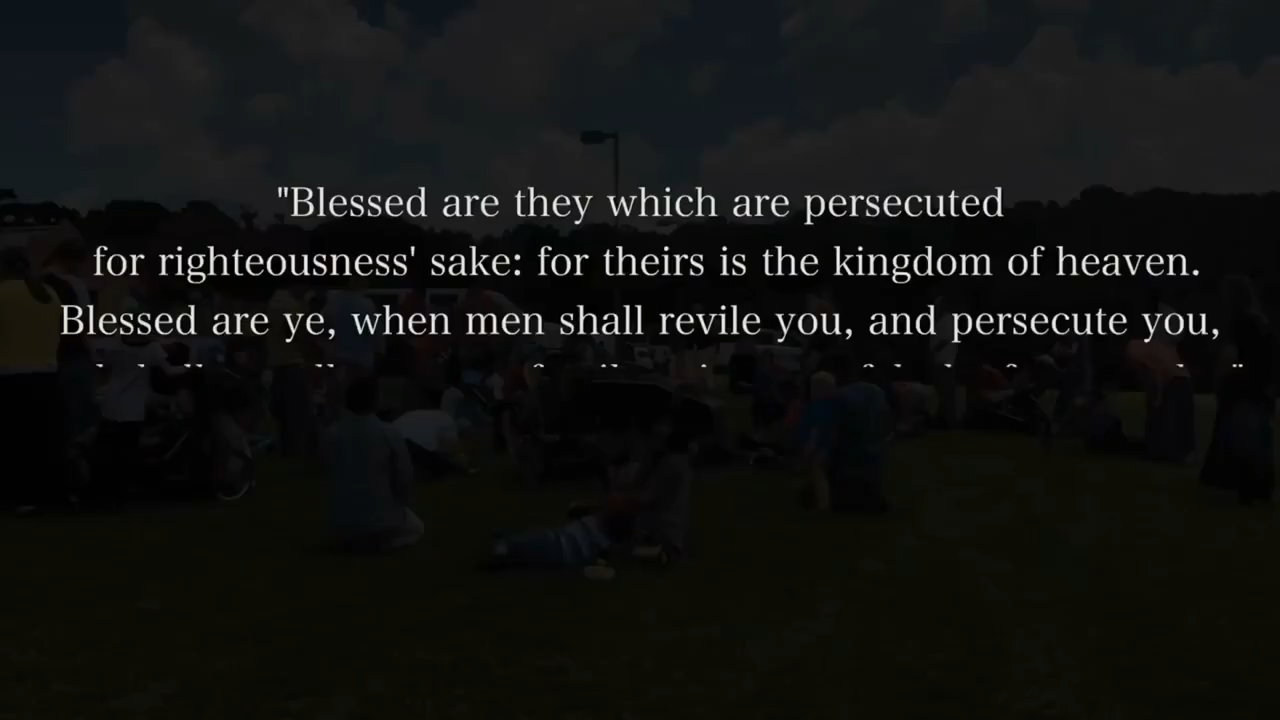 "Blessed are they which are persecuted
for righteousness' sake: for theirs is the kingdom of heaven.
Blessed are ye, when men shall revile you, and persecute you,